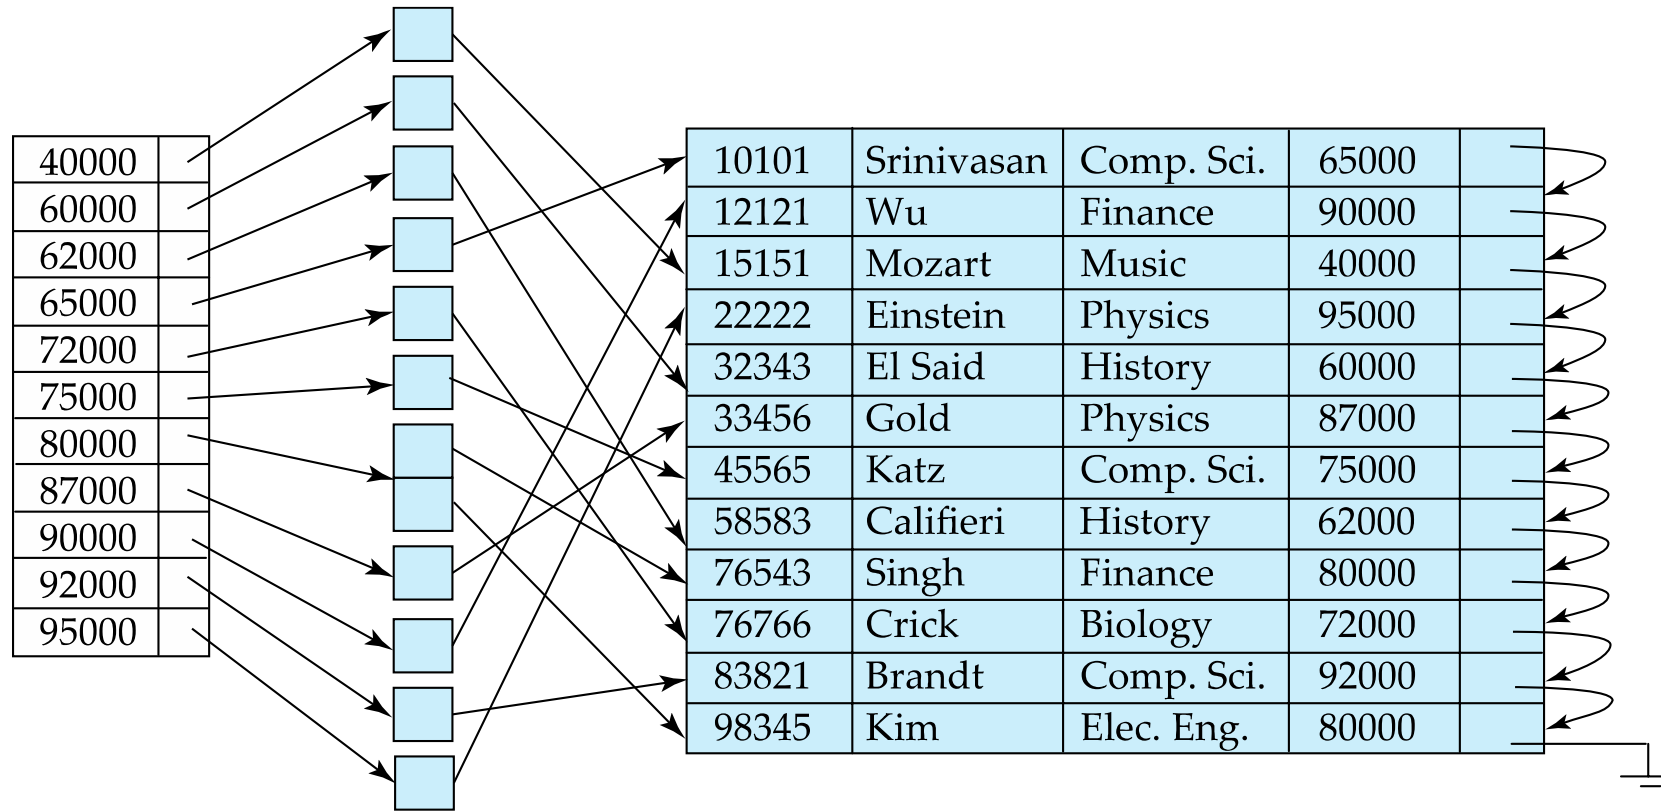 40000
60000
62000
65000
72000
75000
80000
87000
90000
92000
95000
10101 Srinivasan Comp. Sci. 65000
12121 Wu Finance 90000
15151 Mozart Music 40000
22222 Einstein Physics 95000
32343 El Said History 60000
33456 Gold Physics 87000
45565 Katz Comp. Sci. 75000
58583 Califieri History 62000
76543 Singh Finance 80000
76766 Crick Biology 72000
83821 Brandt Comp. Sci. 92000
98345 Kim Elec. Eng. 80000